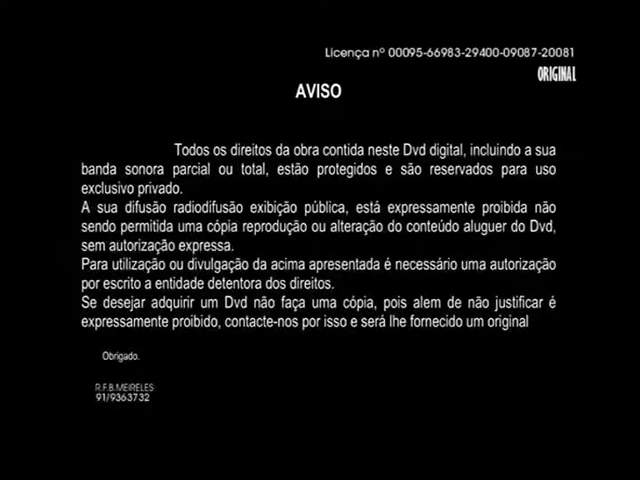 Licença nº 00095-66983-29400-09087-20081
ORIGINAL
AVISO
Todos os direitos da obra contida neste Dvd digital, incluindo a sua
banda sonora parcial ou total, estão protegidos e são reservados para uso
exclusivo privado.
A sua difusão radiodifusão exibição pública, está expressamente proibida não
sendo permitida uma cópia reprodução ou alteração do conteúdo aluguer do Dvd,
sem autorização expressa.
Para utilização ou divulgação da acima apresentada é necessário uma autorização
por escrito a entidade detentora dos direitos.
Se desejar adquirir um Dvd não faça uma cópia, pois alem de não justificar é
expressamente proibido, contacte-nos por isso e será lhe fornecido um original
Obrigado.
R.F.B.MEIRELES
91/9363732